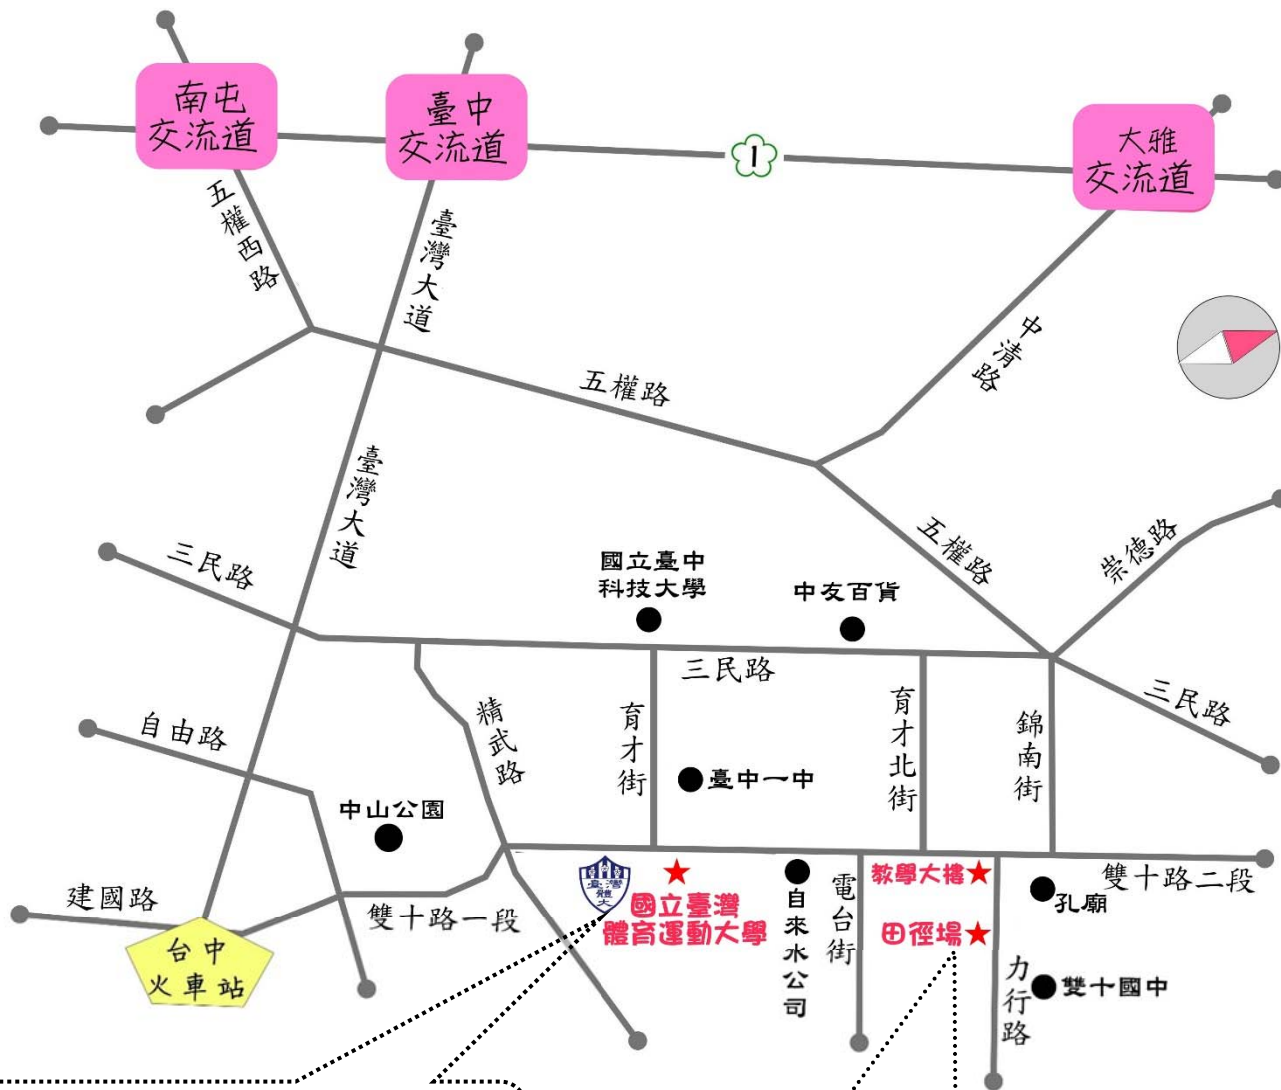 南屯
交流道
臺中
交流道
1
大雅
交流道
五權西路
臺灣大道
中清路
五權路
臺灣大道
五權路
崇德路
三民路
國立臺中
科技大學
中友百貨
三民路
三民路
自由路
精武路
育才街
育才北街
錦南街
臺中一中
中山公園
建國路
雙十路一段
台中
火車站
臺灣
體
大
國立臺灣
體育運動大學
自來水公司
電台街
教學大樓
田徑場
雙十路二段
孔廟
力行路
雙十國中